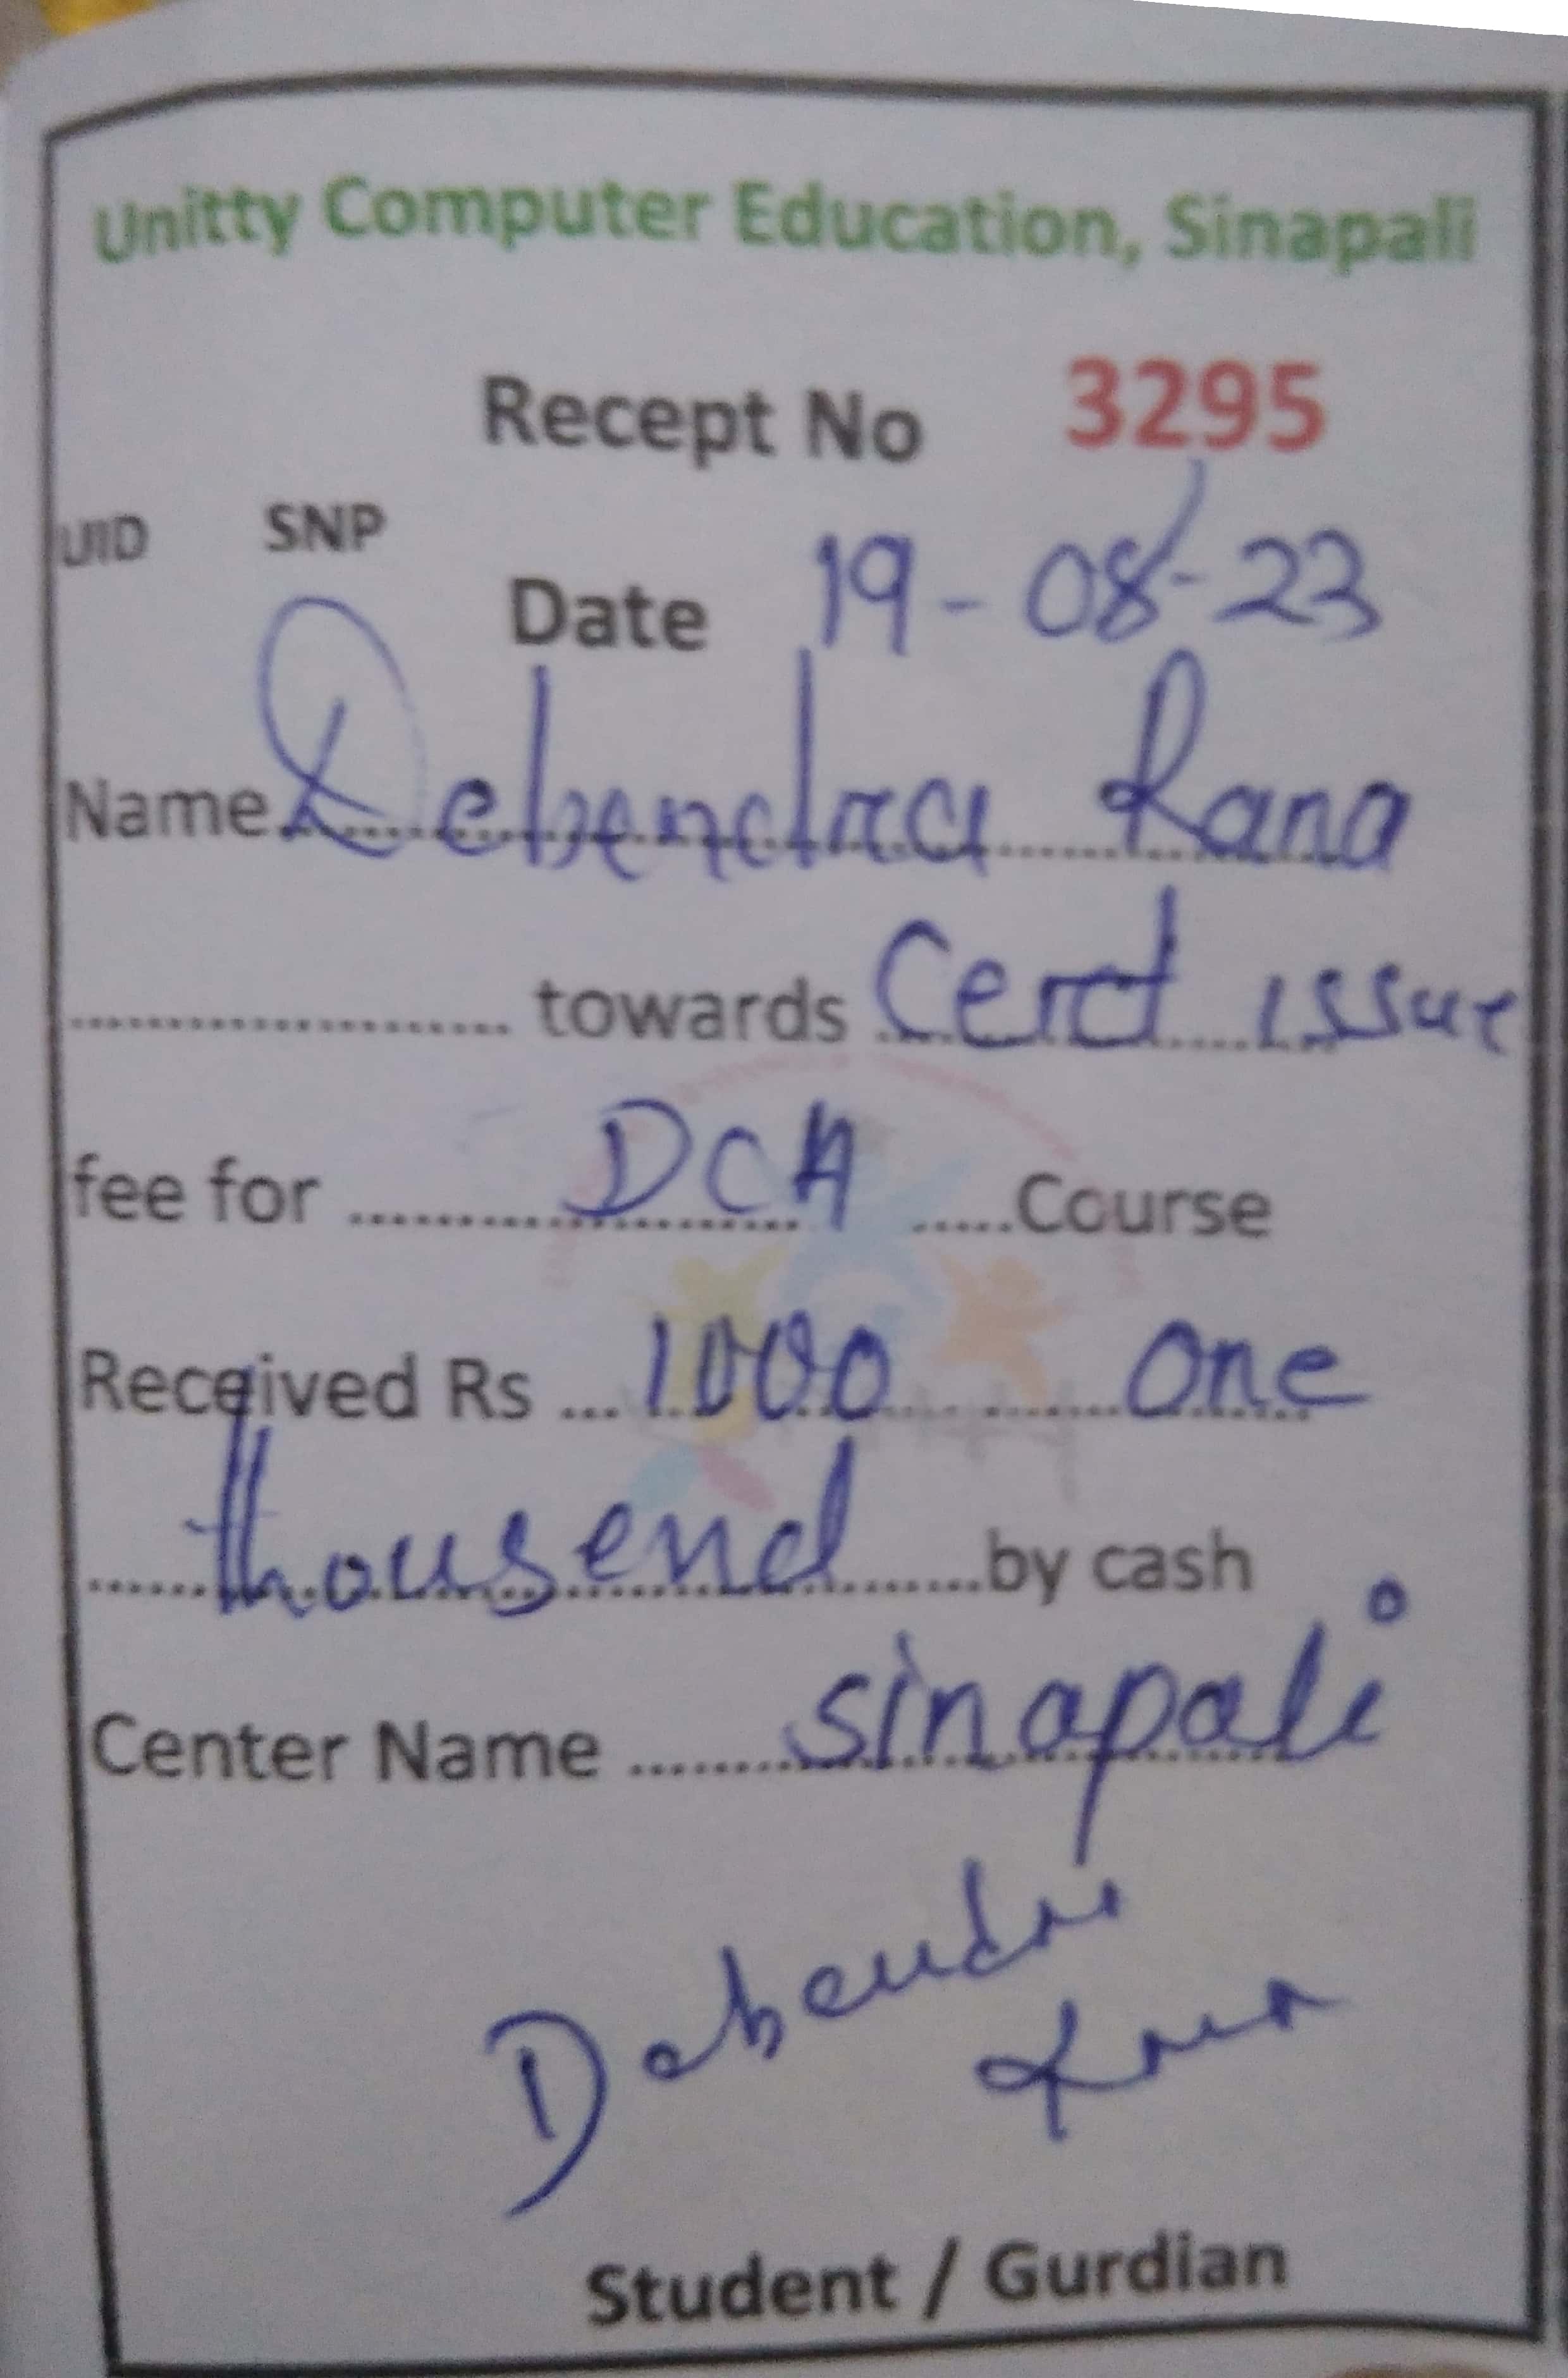 Unitty Computer Education, Sinapali
Recept No 3295
UID SNP
Date 19-08-23
Name Debendra Rana
.................... towards Cert issue
fee for .................... DCA .....Course
Received Rs ... 1000 ........ One
......thousend.........by cash
Center Name ........ sinapali
Debendra
Student / Gurdian